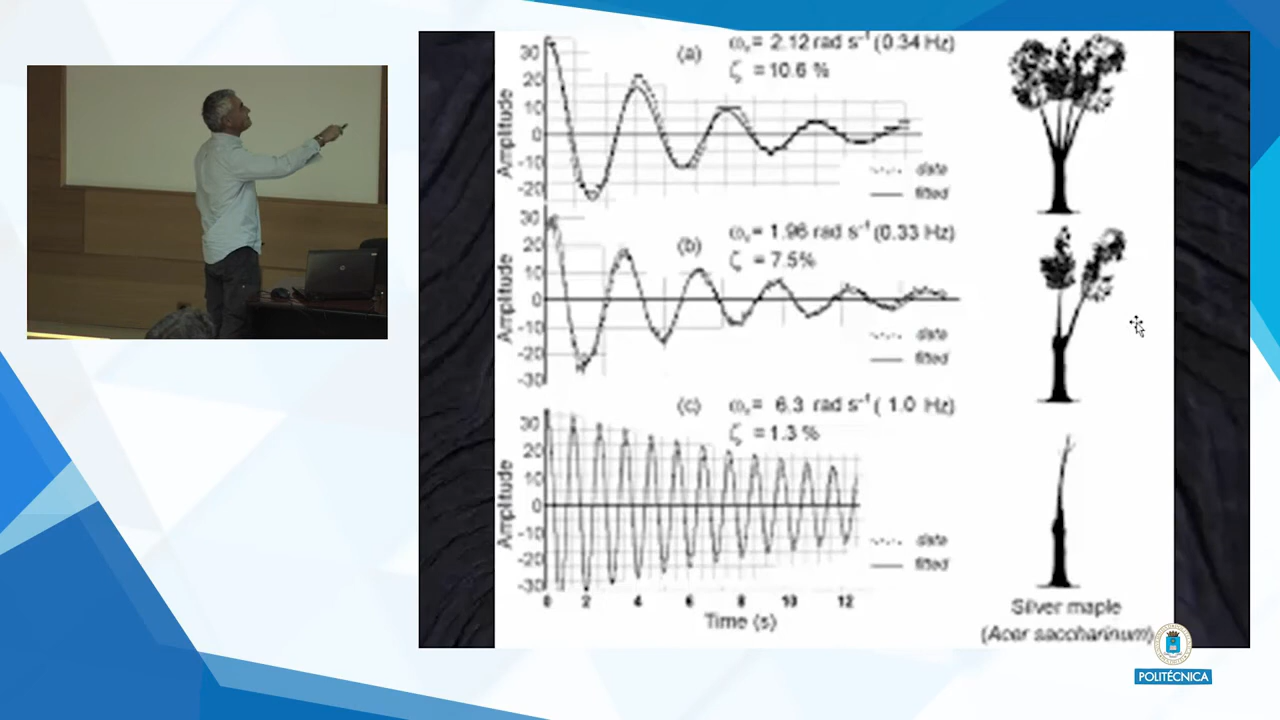 30
20
10
0
-10
-20
Amplitude
(a)
ωₙ= 2.12 rad s⁻¹ (0.34 Hz)
ζ = 10.6 %
data
fitted
30
20
10
0
-10
-20
-30
Amplitude
(b)
ωₙ= 1.96 rad s⁻¹ (0.33 Hz)
ζ = 7.5%
data
fitted
30
20
10
0
-10
-20
-30
Amplitude
(c)
ωₙ= 6.3 rad s⁻¹ ( 1.0 Hz)
ζ = 1.3 %
data
fitted
0 2 4 6 8 10 12
Time (s)
Silver maple
(Acer saccharinum)
POLITÉCNICA